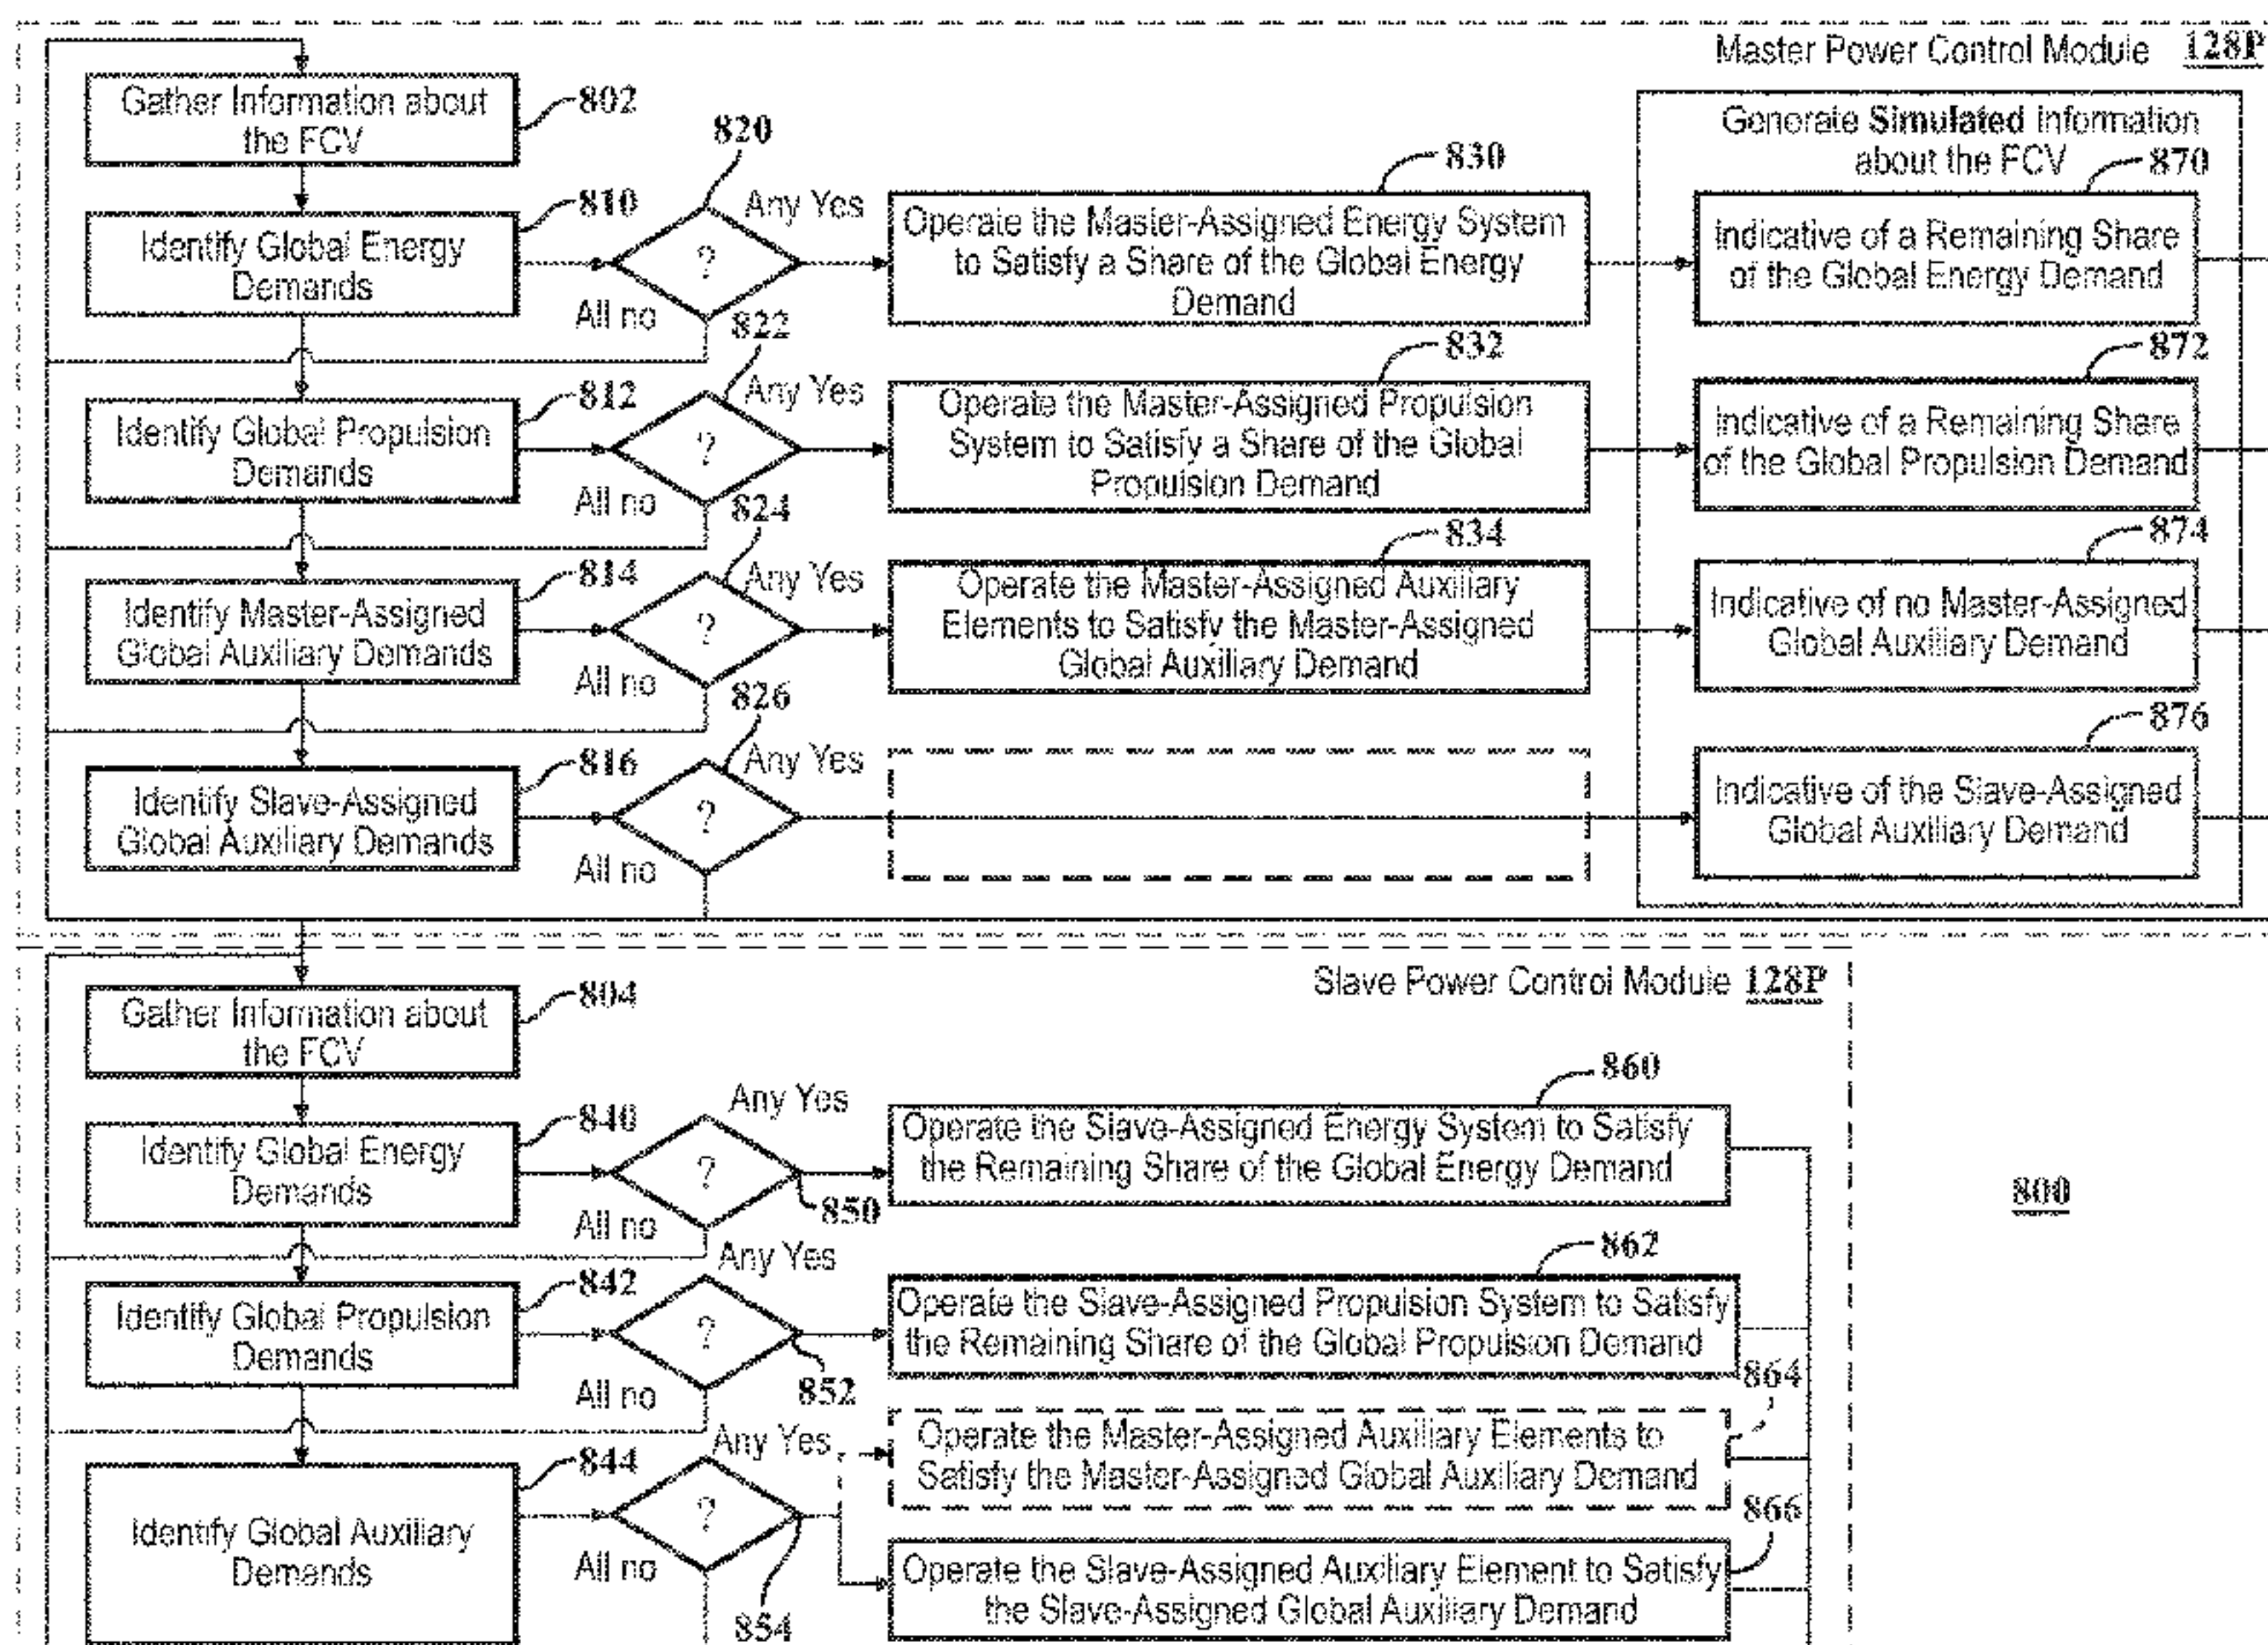 Master Power Control Module 128P
Gather Information about
the FCV
802
820
830
Generate Simulated information
about the FCV
870
810
Any Yes
Identify Global Energy
Demands
?
All no
Operate the Master-Assigned Energy System
to Satisfy a Share of the Global Energy
Demand
Indicative of a Remaining Share
of the Global Energy Demand
822
832
872
812
Any Yes
Identify Global Propulsion
Demands
?
All no
Operate the Master-Assigned Propulsion
System to Satisfy a Share of the Global
Propulsion Demand
Indicative of a Remaining Share
of the Global Propulsion Demand
824
834
874
814
Any Yes
Identify Master-Assigned
Global Auxiliary Demands
?
All no
Operate the Master-Assigned Auxiliary
Elements to Satisfy the Master-Assigned
Global Auxiliary Demand
Indicative of no Master-Assigned
Global Auxiliary Demand
826
876
816
Any Yes
Identify Slave-Assigned
Global Auxiliary Demands
?
All no
Indicative of the Slave-Assigned
Global Auxiliary Demand
Slave Power Control Module 128P
Gather Information about
the FCV
804
860
840
Any Yes
Identify Global Energy
Demands
?
All no
850
Operate the Slave-Assigned Energy System to Satisfy
the Remaining Share of the Global Energy Demand
800
862
842
Any Yes
Identify Global Propulsion
Demands
?
All no
852
Operate the Slave-Assigned Propulsion System to Satisfy
the Remaining Share of the Global Propulsion Demand
864
844
Any Yes
Operate the Master-Assigned Auxiliary Elements to
Satisfy the Master-Assigned Global Auxiliary Demand
866
Identify Global Auxiliary
Demands
?
All no
854
Operate the Slave-Assigned Auxiliary Element to Satisfy
the Slave-Assigned Global Auxiliary Demand